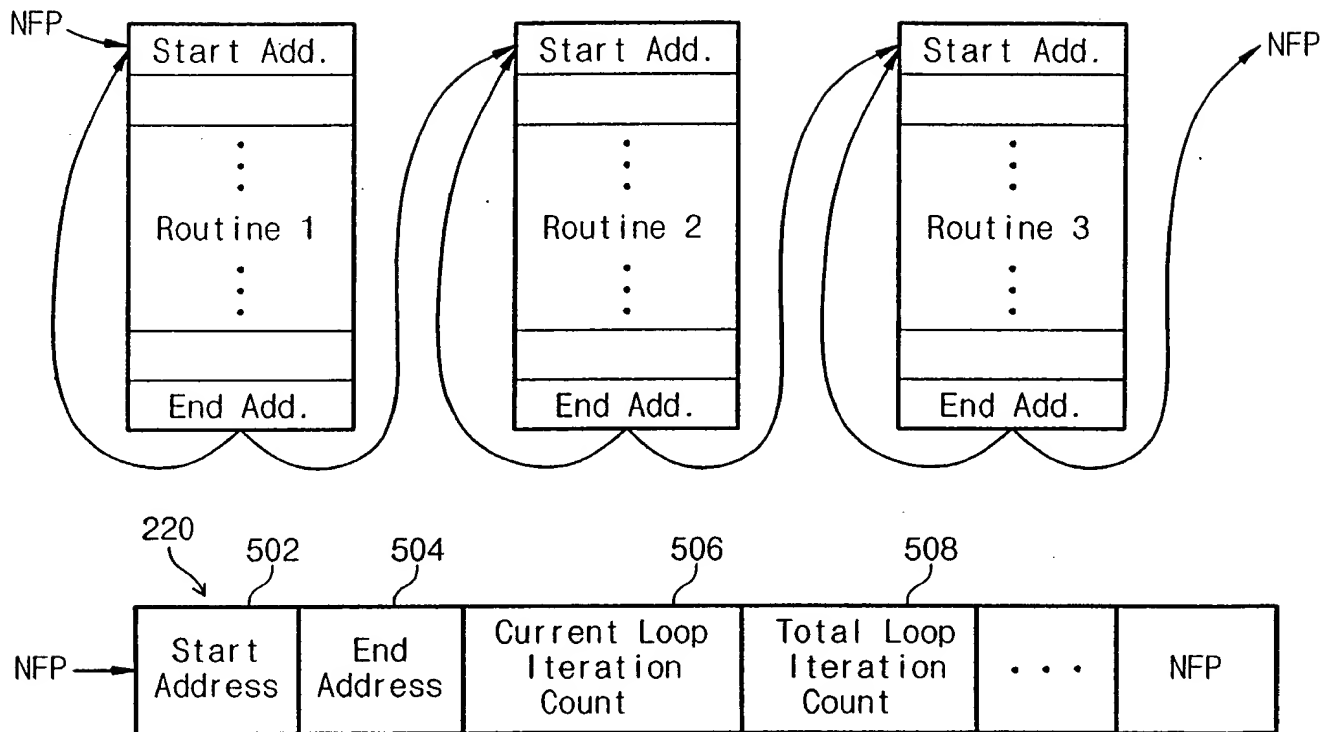 NFP
Start Add.
Start Add.
Start Add.
NFP
Routine 1
Routine 2
Routine 3
End Add.
End Add.
End Add.
220
502
504
506
508
NFP
Start
Address
End
Address
Current Loop
Iteration
Count
Total Loop
Iteration
Count
. . .
NFP